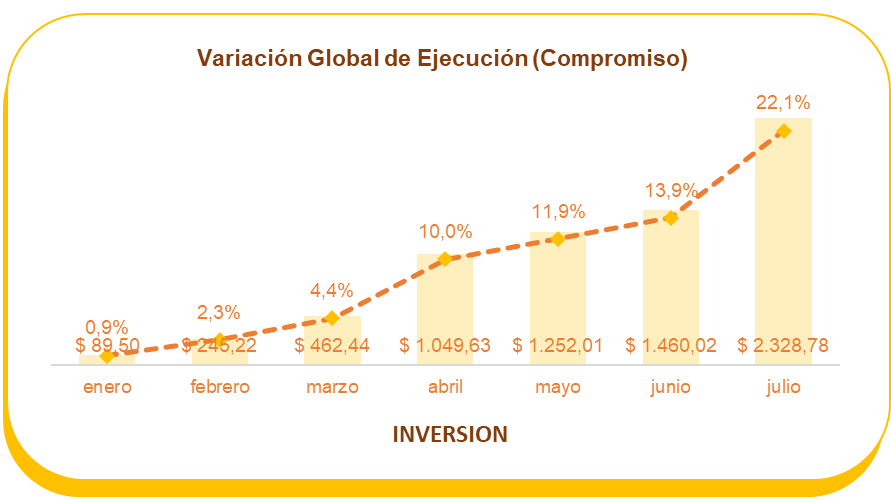 Variación Global de Ejecución (Compromiso)
0,9% 2,3% 4,4% 10,0% 11,9% 13,9% 22,1%
$ 89,50 $ 246,22 $ 462,44 $ 1.049,63 $ 1.252,01 $ 1.460,02 $ 2.328,78
enero febrero marzo abril mayo junio julio
INVERSION